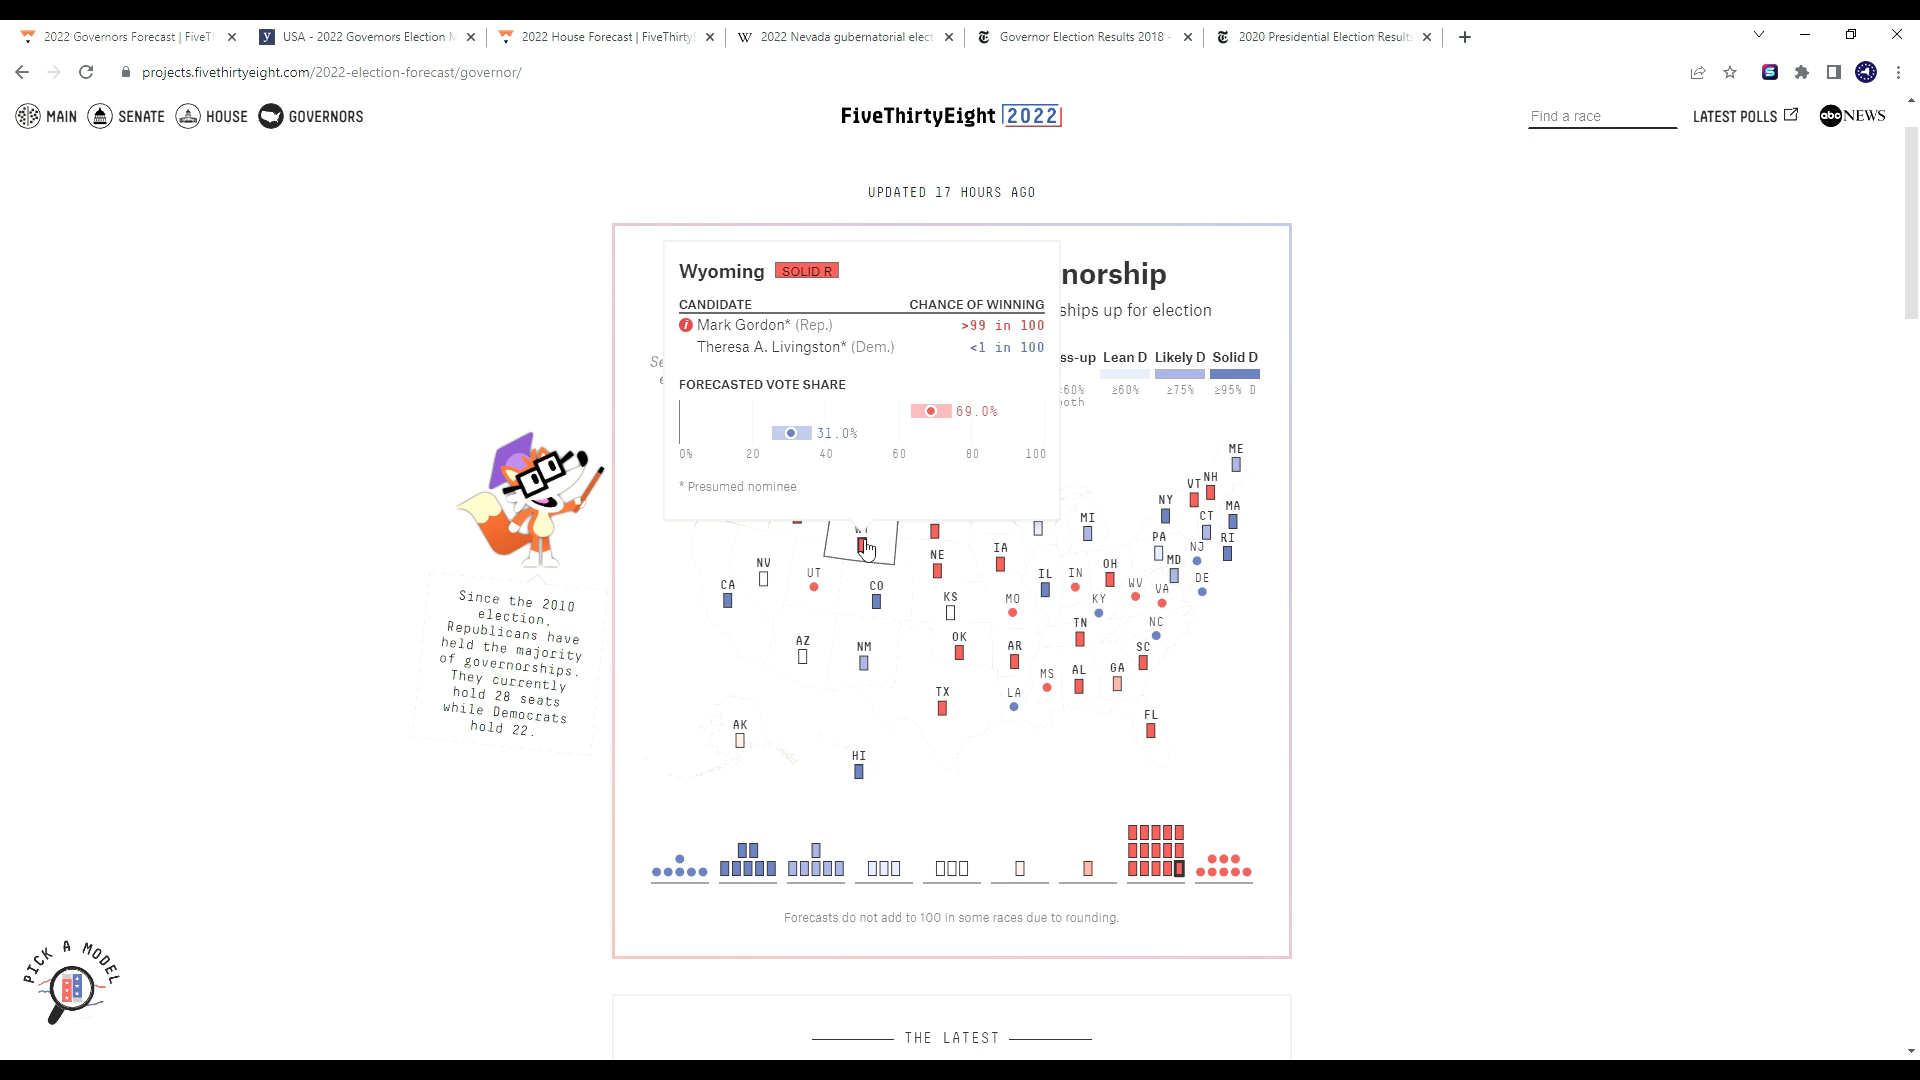 2022 Governors Forecast | FiveT
USA - 2022 Governors Election M
2022 House Forecast | FiveThirty
2022 Nevada gubernatorial elect
Governor Election Results 2018 -
2020 Presidential Election Result
projects.fivethirtyeight.com/2022-election-forecast/governor/
MAIN SENATE HOUSE GOVERNORS
FiveThirtyEight 2022
Find a race
LATEST POLLS
abc NEWS
UPDATED 17 HOURS AGO
Wyoming SOLID R
norship
CANDIDATE CHANCE OF WINNING
ships up for election
Mark Gordon* (Rep.) >99 in 100
Theresa A. Livingston* (Dem.) <1 in 100
ss-up Lean D Likely D Solid D
60% ≥60% ≥75% ≥95% D
oth
FORECASTED VOTE SHARE
69.0%
31.0%
0% 20 40 60 80 100
* Presumed nominee
ME
VT NH
NY MA
MI CT
PA RI
NJ
MD
IA
NE
OH
NV UT IL IN DE
CA CO WV VA
KS MO KY
TN NC
AZ NM OK AR SC
MS AL GA
TX LA
FL
AK
HI
Since the 2010
election,
Republicans have
held the majority
of governorships.
They currently
hold 28 seats
while Democrats
hold 22.
Forecasts do not add to 100 in some races due to rounding.
PICK A MODEL
THE LATEST